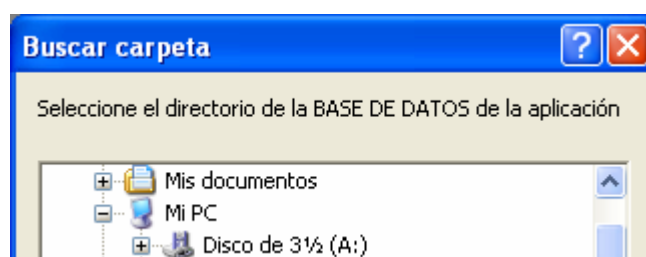 Buscar carpeta
Seleccione el directorio de la BASE DE DATOS de la aplicación
Mis documentos
Mi PC
Disco de 3½ (A:)